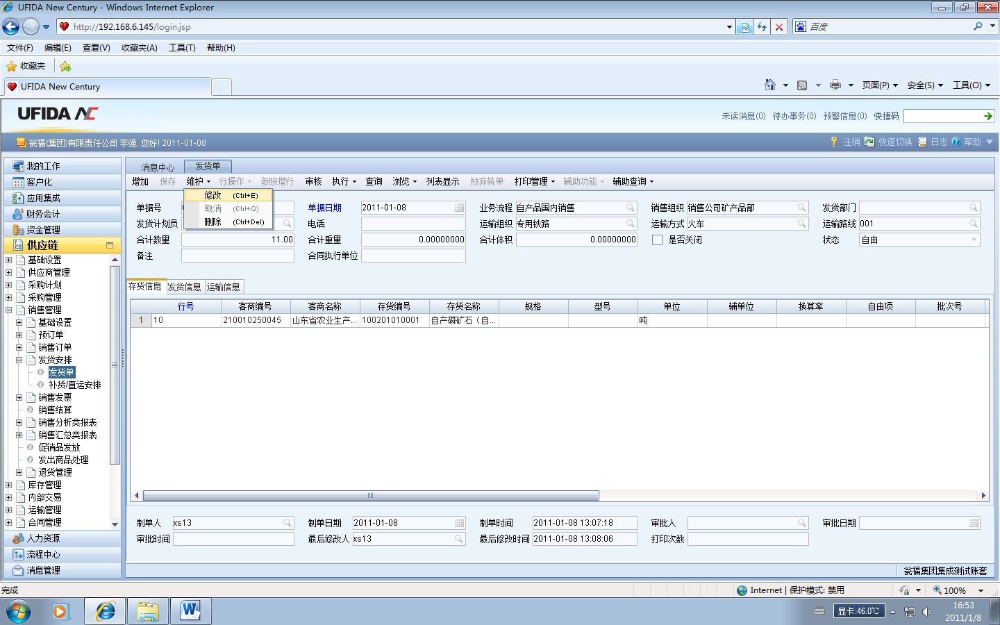 UFIDA New Century - Windows Internet Explorer
http://192.168.6.145/login.jsp
百度
文件(F) 编辑(E) 查看(V) 收藏夹(A) 工具(T) 帮助(H)
收藏夹
UFIDA New Century
页面(P) 安全(S) 工具(O)
UFIDA NC
未读消息(0) 待办事务(0) 预警信息(0) 快捷码
瓮福(集团)有限责任公司 李强, 您好! 2011-01-08
注销 快速切换 日志 帮助
我的工作
客户化
应用集成
财务会计
资金管理
供应链
基础设置
供应商管理
采购计划
采购管理
销售管理
基础设置
预订单
销售订单
发货安排
发货单
补货/直运安排
销售发票
销售结算
销售分析类报表
销售汇总类报表
促销品发放
发出商品处理
退货管理
库存管理
内部交易
运输管理
合同管理
人力资源
流程中心
消息管理
消息中心 发货单
增加 保存 维护 行操作 参照增行 审核 执行 查询 浏览 列表显示 放弃转单 打印管理 辅助功能 辅助查询
修改 (Ctrl+E)
取消 (Ctrl+Q)
删除 (Ctrl+Del)
单据号 单据日期 2011-01-08 业务流程 自产品国内销售 销售组织 销售公司矿产品部 发货部门
发货计划员 电话 运输组织 专用铁路 运输方式 火车 运输路线 001
合计数量 11.00 合计重量 0.00000000 合计体积 0.00000000 是否关闭 状态 自由
备注 合同执行单位
存货信息 发货信息 运输信息
行号 客商编号 客商名称 存货编号 存货名称 规格 型号 单位 辅单位 换算率 自由项 批次号
1 10 210010250045 山东省农业生产... 100201010001 自产磷矿石（自... 吨
制单人 xs13 制单日期 2011-01-08 制单时间 2011-01-08 13:07:18 审批人 审批日期
审批时间 最后修改人 xs13 最后修改时间 2011-01-08 13:08:06 打印次数
瓮福集团集成测试账套
完成
Internet | 保护模式: 禁用
100%
显卡:46.0℃
16:53
2011/1/8